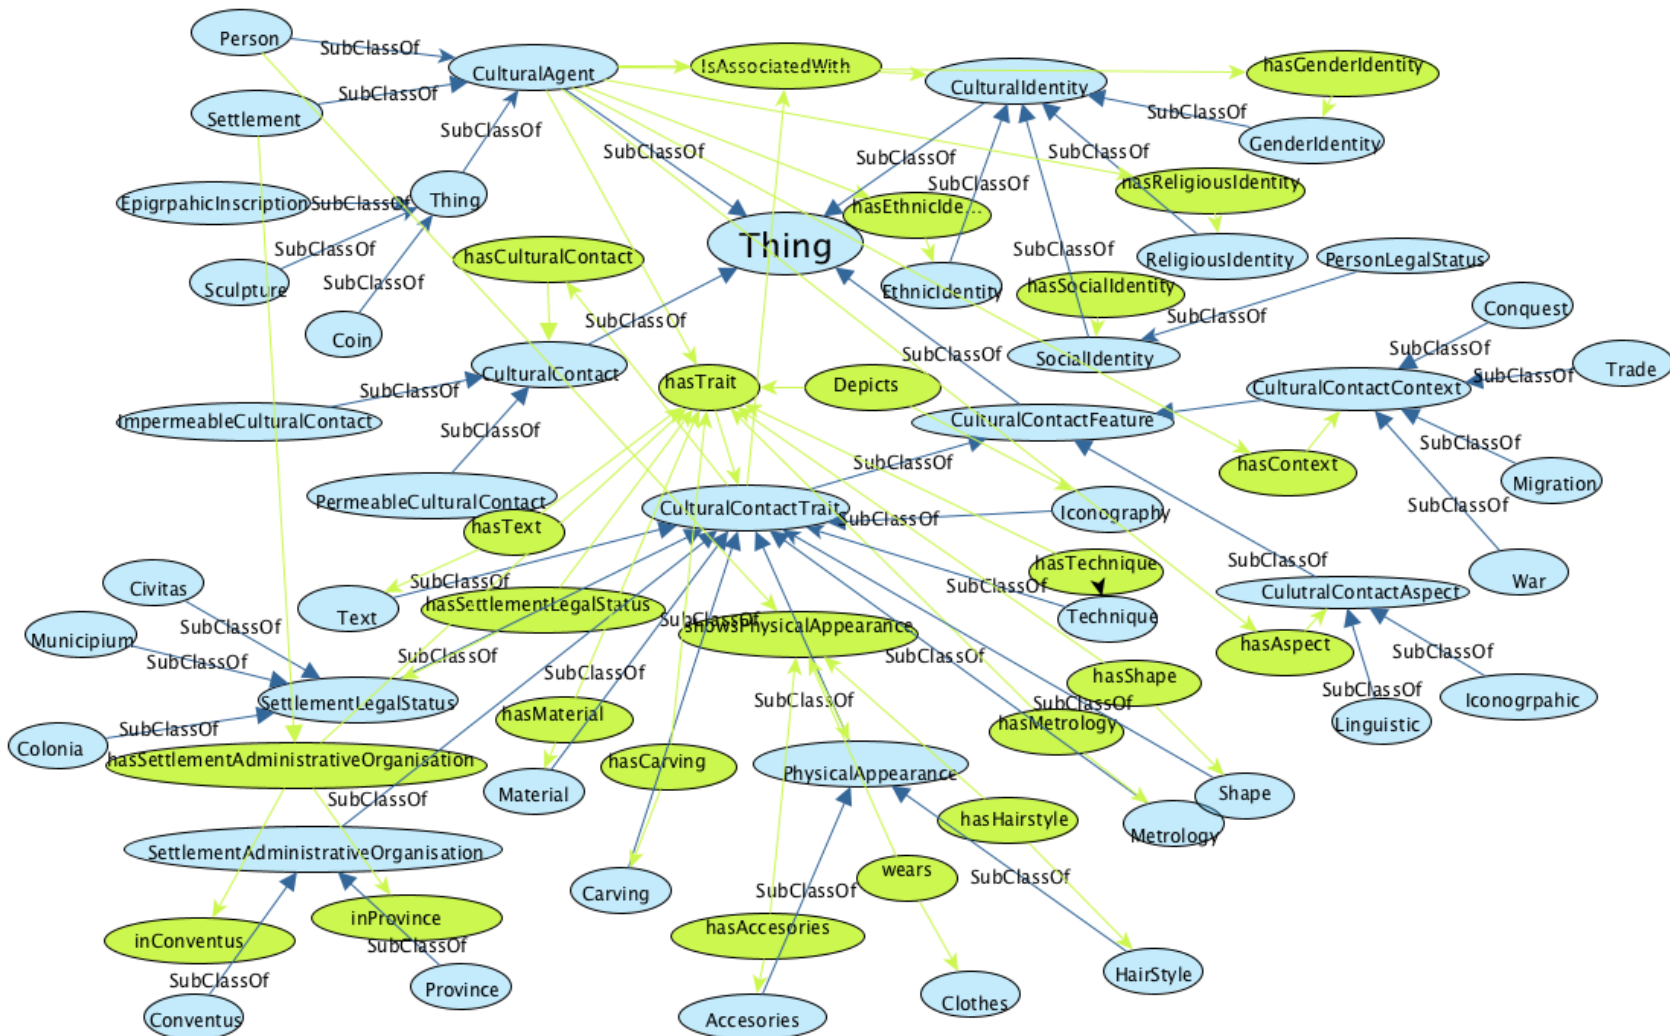 Person
SubClassOf
CulturalAgent
IsAssociatedWith
CulturalIdentity
hasGenderIdentity
SubClassOf
Settlement
SubClassOf
SubClassOf
GenderIdentity
SubClassOf
SubClassOf
SubClassOf
SubClassOf
hasReligiousIdentity
EpigrpahicInscription
SubClassOf
Thing
hasEthnicIde...
Thing
SubClassOf
hasCulturalContact
SubClassOf
ReligiousIdentity
PersonLegalStatus
Sculpture
SubClassOf
EthnicIdentity
hasSocialIdentity
Conquest
SubClassOf
SubClassOf
Coin
SubClassOf
SocialIdentity
SubClassOf
CulturalContact
hasTrait
Depicts
CulturalContactContext
SubClassOf
Trade
SubClassOf
ImpermeableCulturalContact
SubClassOf
CulturalContactFeature
SubClassOf
hasContext
SubClassOf
Migration
PermeableCulturalContact
CulturalContactTrait
SubClassOf
Iconography
SubClassOf
hasText
hasTechnique
SubClassOf
War
Civitas
SubClassOf
CulutralContactAspect
Text
hasSettlementLegalStatus
SubClassOf
SubClassOf
Technique
Municipium
SubClassOf
showsPhysicalAppearance
SubClassOf
SubClassOf
SubClassOf
hasAspect
SubClassOf
SubClassOf
hasShape
SubClassOf
SubClassOf
SubClassOf
Iconogrpahic
SettlementLegalStatus
hasMaterial
hasMetrology
Linguistic
SubClassOf
Colonia
hasSettlementAdministrativeOrganisation
hasCarving
PhysicalAppearance
Material
Shape
SubClassOf
hasHairstyle
Metrology
SettlementAdministrativeOrganisation
wears
SubClassOf
SubClassOf
Carving
inProvince
hasAccesories
inConventus
SubClassOf
HairStyle
SubClassOf
Province
Clothes
Conventus
Accesories